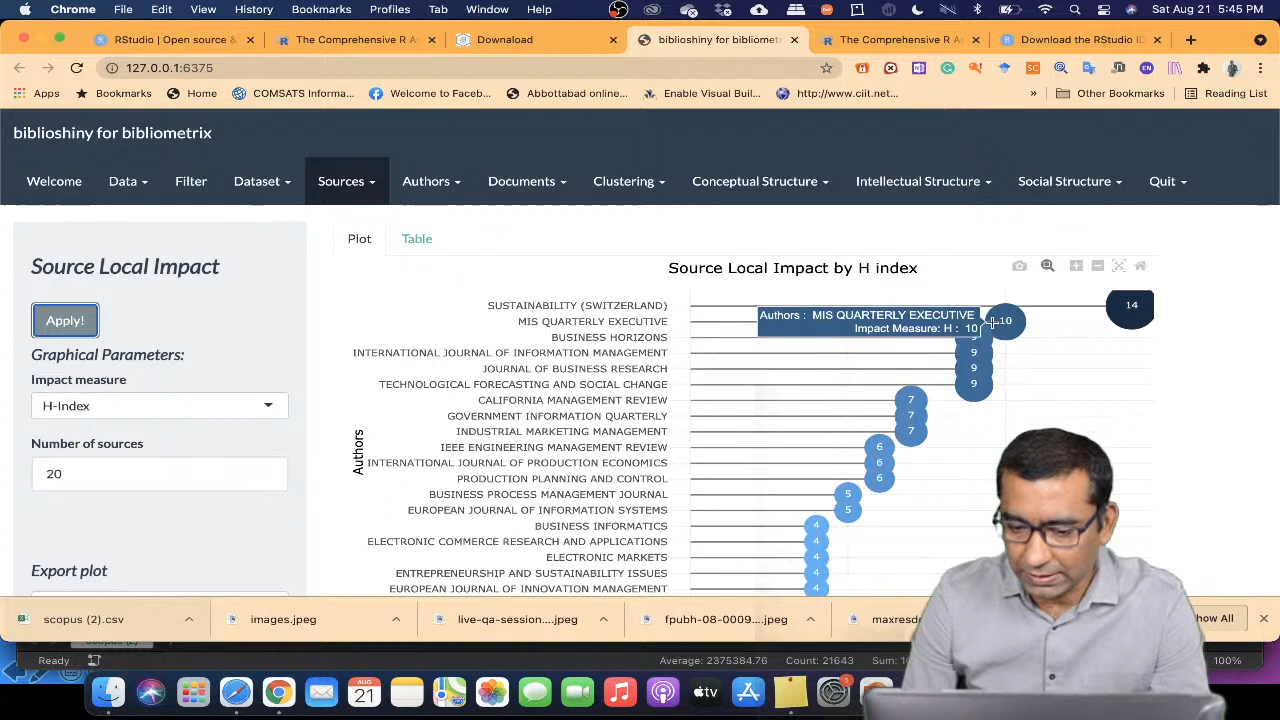 Chrome File Edit View History Bookmarks Profiles Tab Window Help Sat Aug 21 5:45 PM
RStudio | Open source & The Comprehensive R A Downaload biblioshiny for bibliomet The Comprehensive R As Download the RStudio ID
127.0.0.1:6375
Apps Bookmarks Home COMSATS Informa... Welcome to Faceb... Abbottabad online... Enable Visual Buil... http://www.ciit.net... » Other Bookmarks Reading List
biblioshiny for bibliometrix
Welcome Data Filter Dataset Sources Authors Documents Clustering Conceptual Structure Intellectual Structure Social Structure Quit
Plot Table
Source Local Impact
Apply!
Graphical Parameters:
Impact measure
H-Index
Number of sources
20
Export plot
Source Local Impact by H index
SUSTAINABILITY (SWITZERLAND) 14
MIS QUARTERLY EXECUTIVE 10
Authors : MIS QUARTERLY EXECUTIVE
Impact Measure: H : 10
BUSINESS HORIZONS
INTERNATIONAL JOURNAL OF INFORMATION MANAGEMENT 9
JOURNAL OF BUSINESS RESEARCH 9
TECHNOLOGICAL FORECASTING AND SOCIAL CHANGE 9
CALIFORNIA MANAGEMENT REVIEW 7
GOVERNMENT INFORMATION QUARTERLY 7
INDUSTRIAL MARKETING MANAGEMENT 7
IEEE ENGINEERING MANAGEMENT REVIEW 6
INTERNATIONAL JOURNAL OF PRODUCTION ECONOMICS 6
PRODUCTION PLANNING AND CONTROL 6
BUSINESS PROCESS MANAGEMENT JOURNAL 5
EUROPEAN JOURNAL OF INFORMATION SYSTEMS 5
BUSINESS INFORMATICS 4
ELECTRONIC COMMERCE RESEARCH AND APPLICATIONS 4
ELECTRONIC MARKETS 4
ENTREPRENEURSHIP AND SUSTAINABILITY ISSUES 4
EUROPEAN JOURNAL OF INNOVATION MANAGEMENT 4
Authors
scopus (2).csv images.jpeg live-qa-session....jpeg fpubh-08-0009....jpeg maxresde
Ready Average: 2375384.76 Count: 21643 100%
AUG
21
tv